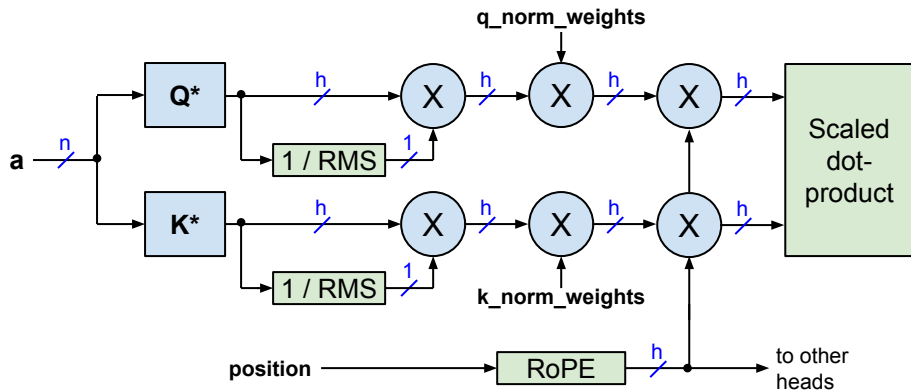 q_norm_weights
h
h
h
h
Q*
X
X
X
n
1
a
1 / RMS
Scaled
dot-
product
h
h
h
h
K*
X
X
X
1
1 / RMS
k_norm_weights
h
position
RoPE
to other
heads